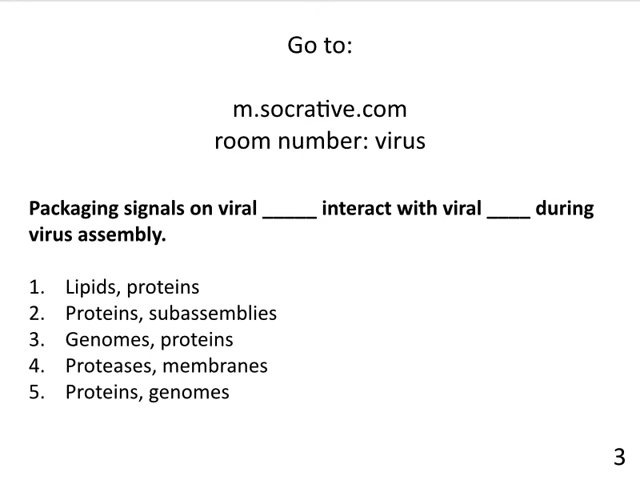 Go to:
m.socrative.com
room number: virus
Packaging signals on viral _____ interact with viral ____ during
virus assembly.
1. Lipids, proteins
2. Proteins, subassemblies
3. Genomes, proteins
4. Proteases, membranes
5. Proteins, genomes
3